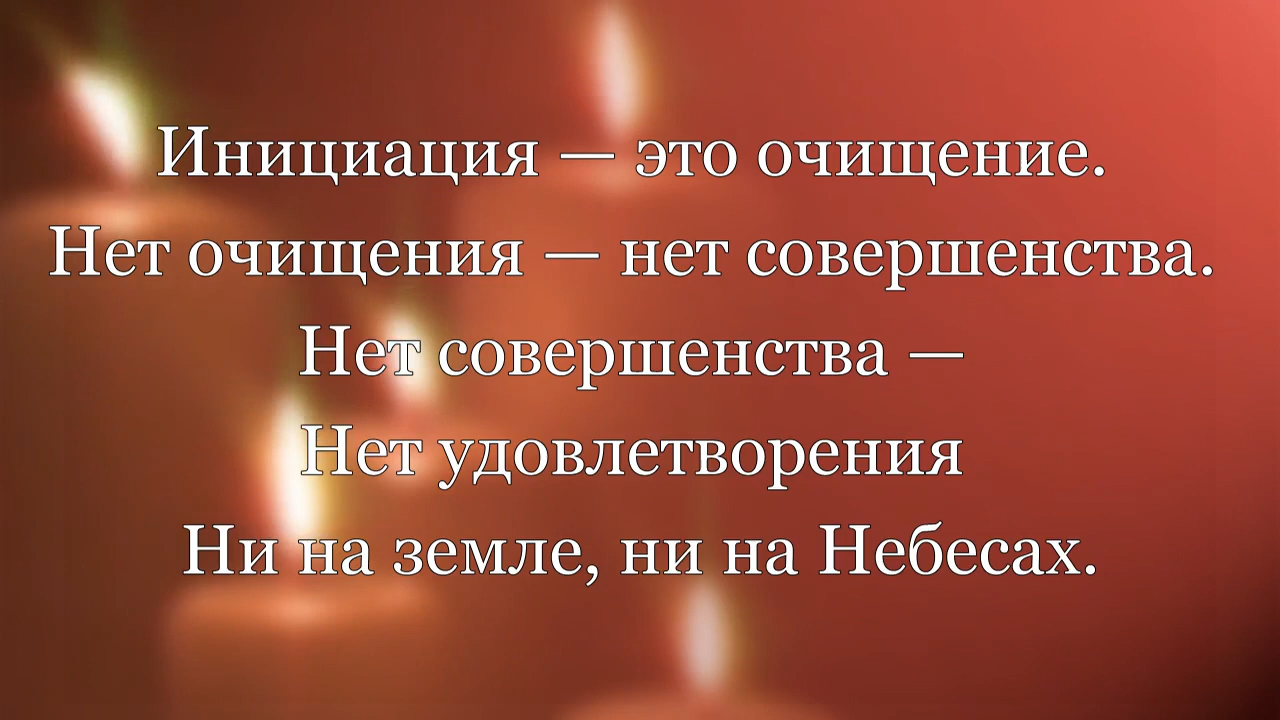 Инициация — это очищение.
Нет очищения — нет совершенства.
Нет совершенства —
Нет удовлетворения
Ни на земле, ни на Небесах.